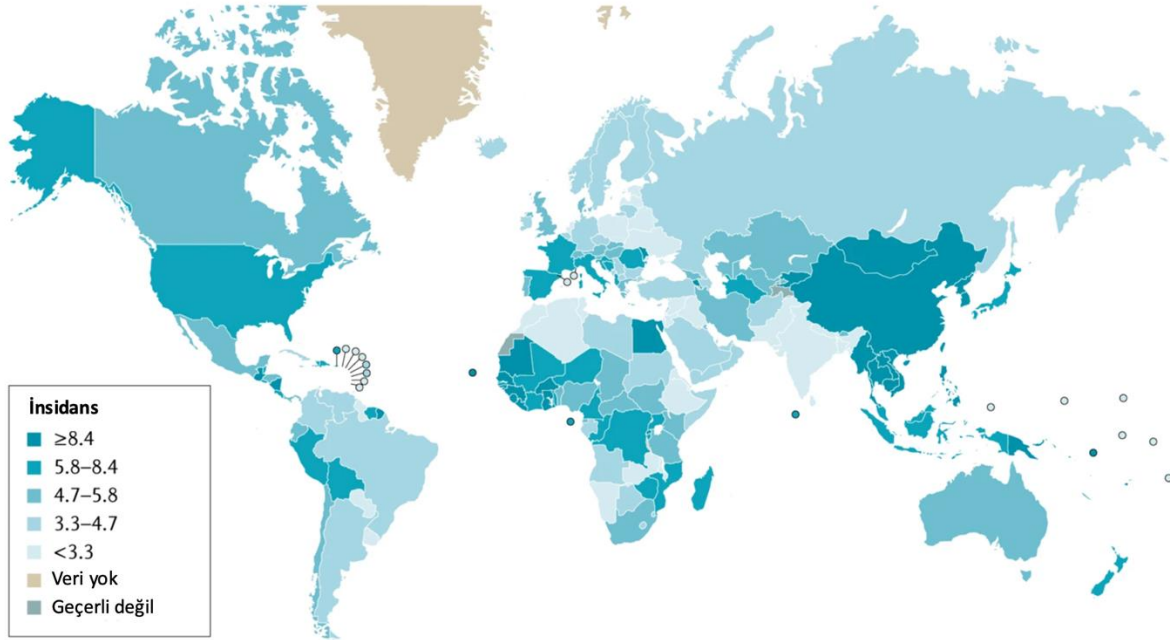 İnsidans
≥8.4
5.8–8.4
4.7–5.8
3.3–4.7
<3.3
Veri yok
Geçerli değil